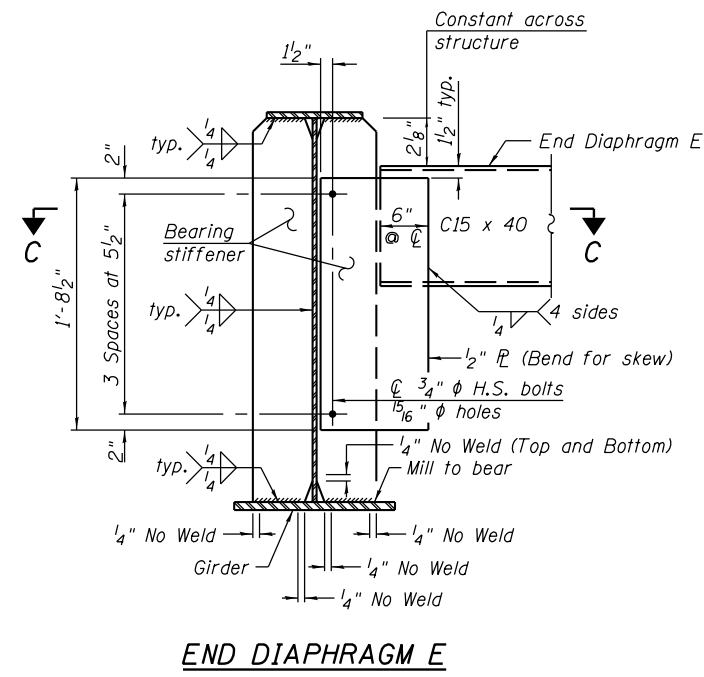 Constant across
structure
1½"
typ.
¼
¼
2⅛"
1½" typ.
End Diaphragm E
2"
C
C
6"
@ ℄
C15 x 40
Bearing
stiffener
1'-8½"
3 Spaces at 5½"
typ.
¼
¼
¼
4 sides
½" ℄ (Bend for skew)
℄ ¾" ϕ H.S. bolts
15/16" ϕ holes
2"
¼" No Weld (Top and Bottom)
typ.
¼
¼
Mill to bear
¼" No Weld
¼" No Weld
Girder
¼" No Weld
¼" No Weld
END DIAPHRAGM E